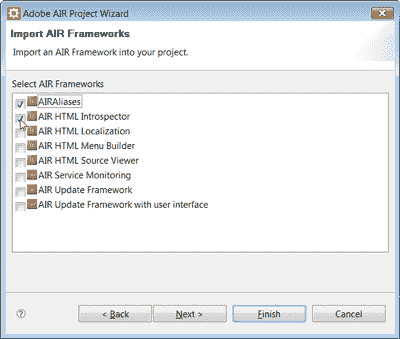 Adobe AIR Project Wizard
Import AIR Frameworks
Import an AIR Framework into your project.
Select AIR Frameworks
AIRAliases
AIR HTML Introspector
AIR HTML Localization
AIR HTML Menu Builder
AIR HTML Source Viewer
AIR Service Monitoring
AIR Update Framework
AIR Update Framework with user interface
? < Back Next > Finish Cancel